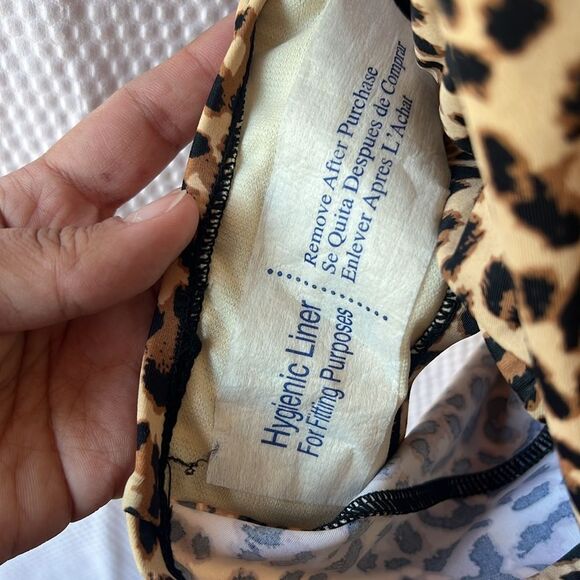 Hygienic Liner
For Fitting Purposes
Remove After Purchase
Se Quita Despues de Comprar
Enlever Apres L'Achat